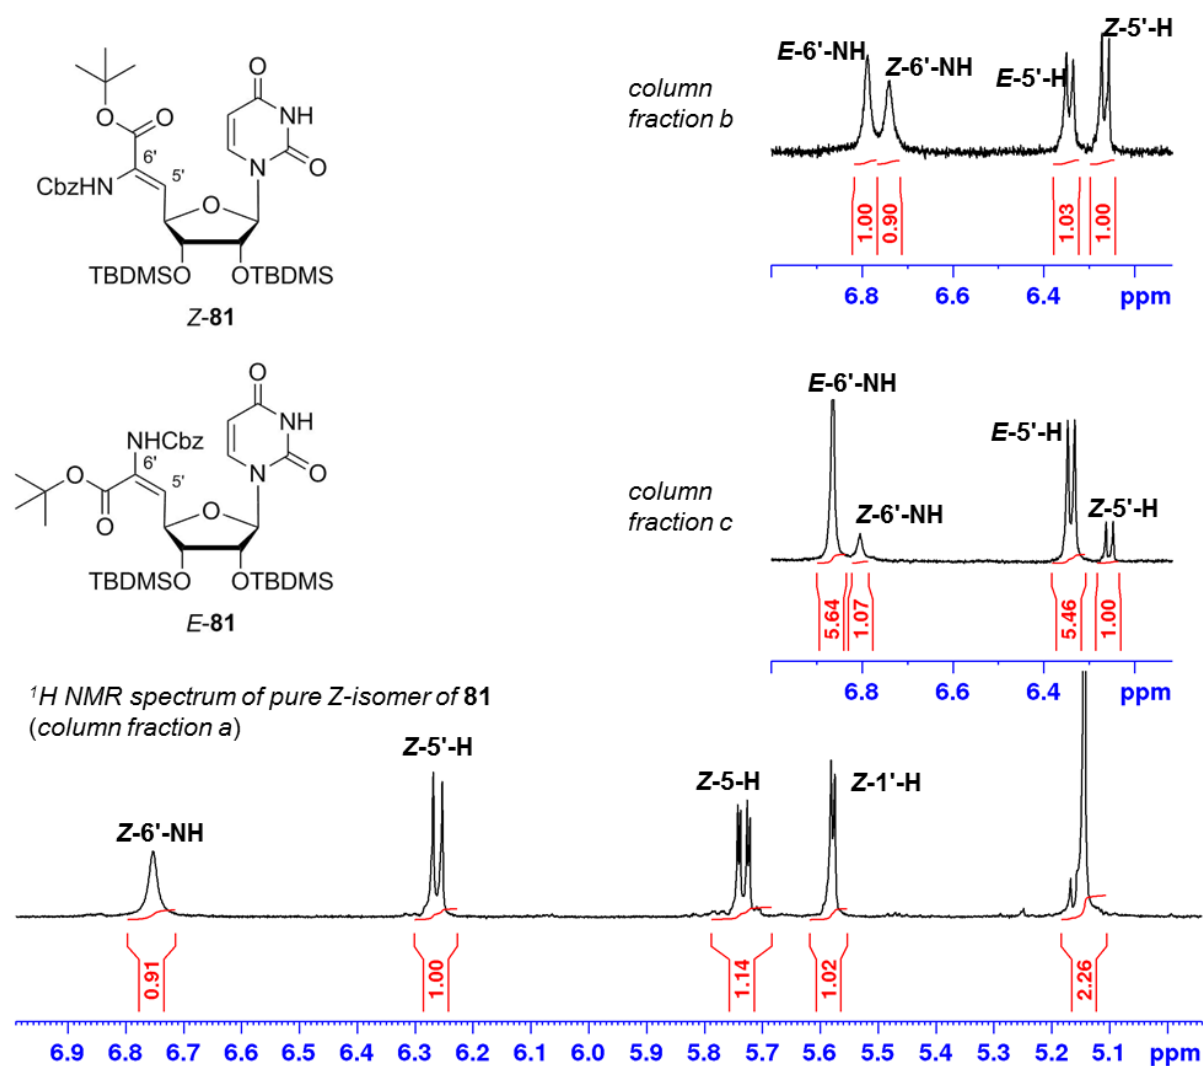 O
O
CbzHN
6'
5'
O
NH
N
O
O
TBDMSO
OTBDMS
Z-81
column
fraction b
E-6'-NH
Z-6'-NH
E-5'-H
Z-5'-H
1.00
0.90
1.03
1.00
6.8
6.6
6.4
ppm
NHCbz
6'
5'
O
O
O
NH
N
O
O
TBDMSO
OTBDMS
E-81
column
fraction c
E-6'-NH
Z-6'-NH
E-5'-H
Z-5'-H
5.64
1.07
5.46
1.00
6.8
6.6
6.4
ppm
¹H NMR spectrum of pure Z-isomer of 81
(column fraction a)
Z-6'-NH
Z-5'-H
Z-5-H
Z-1'-H
0.91
1.00
1.14
1.02
2.26
6.9 6.8 6.7 6.6 6.5 6.4 6.3 6.2 6.1 6.0 5.9 5.8 5.7 5.6 5.5 5.4 5.3 5.2 5.1 ppm